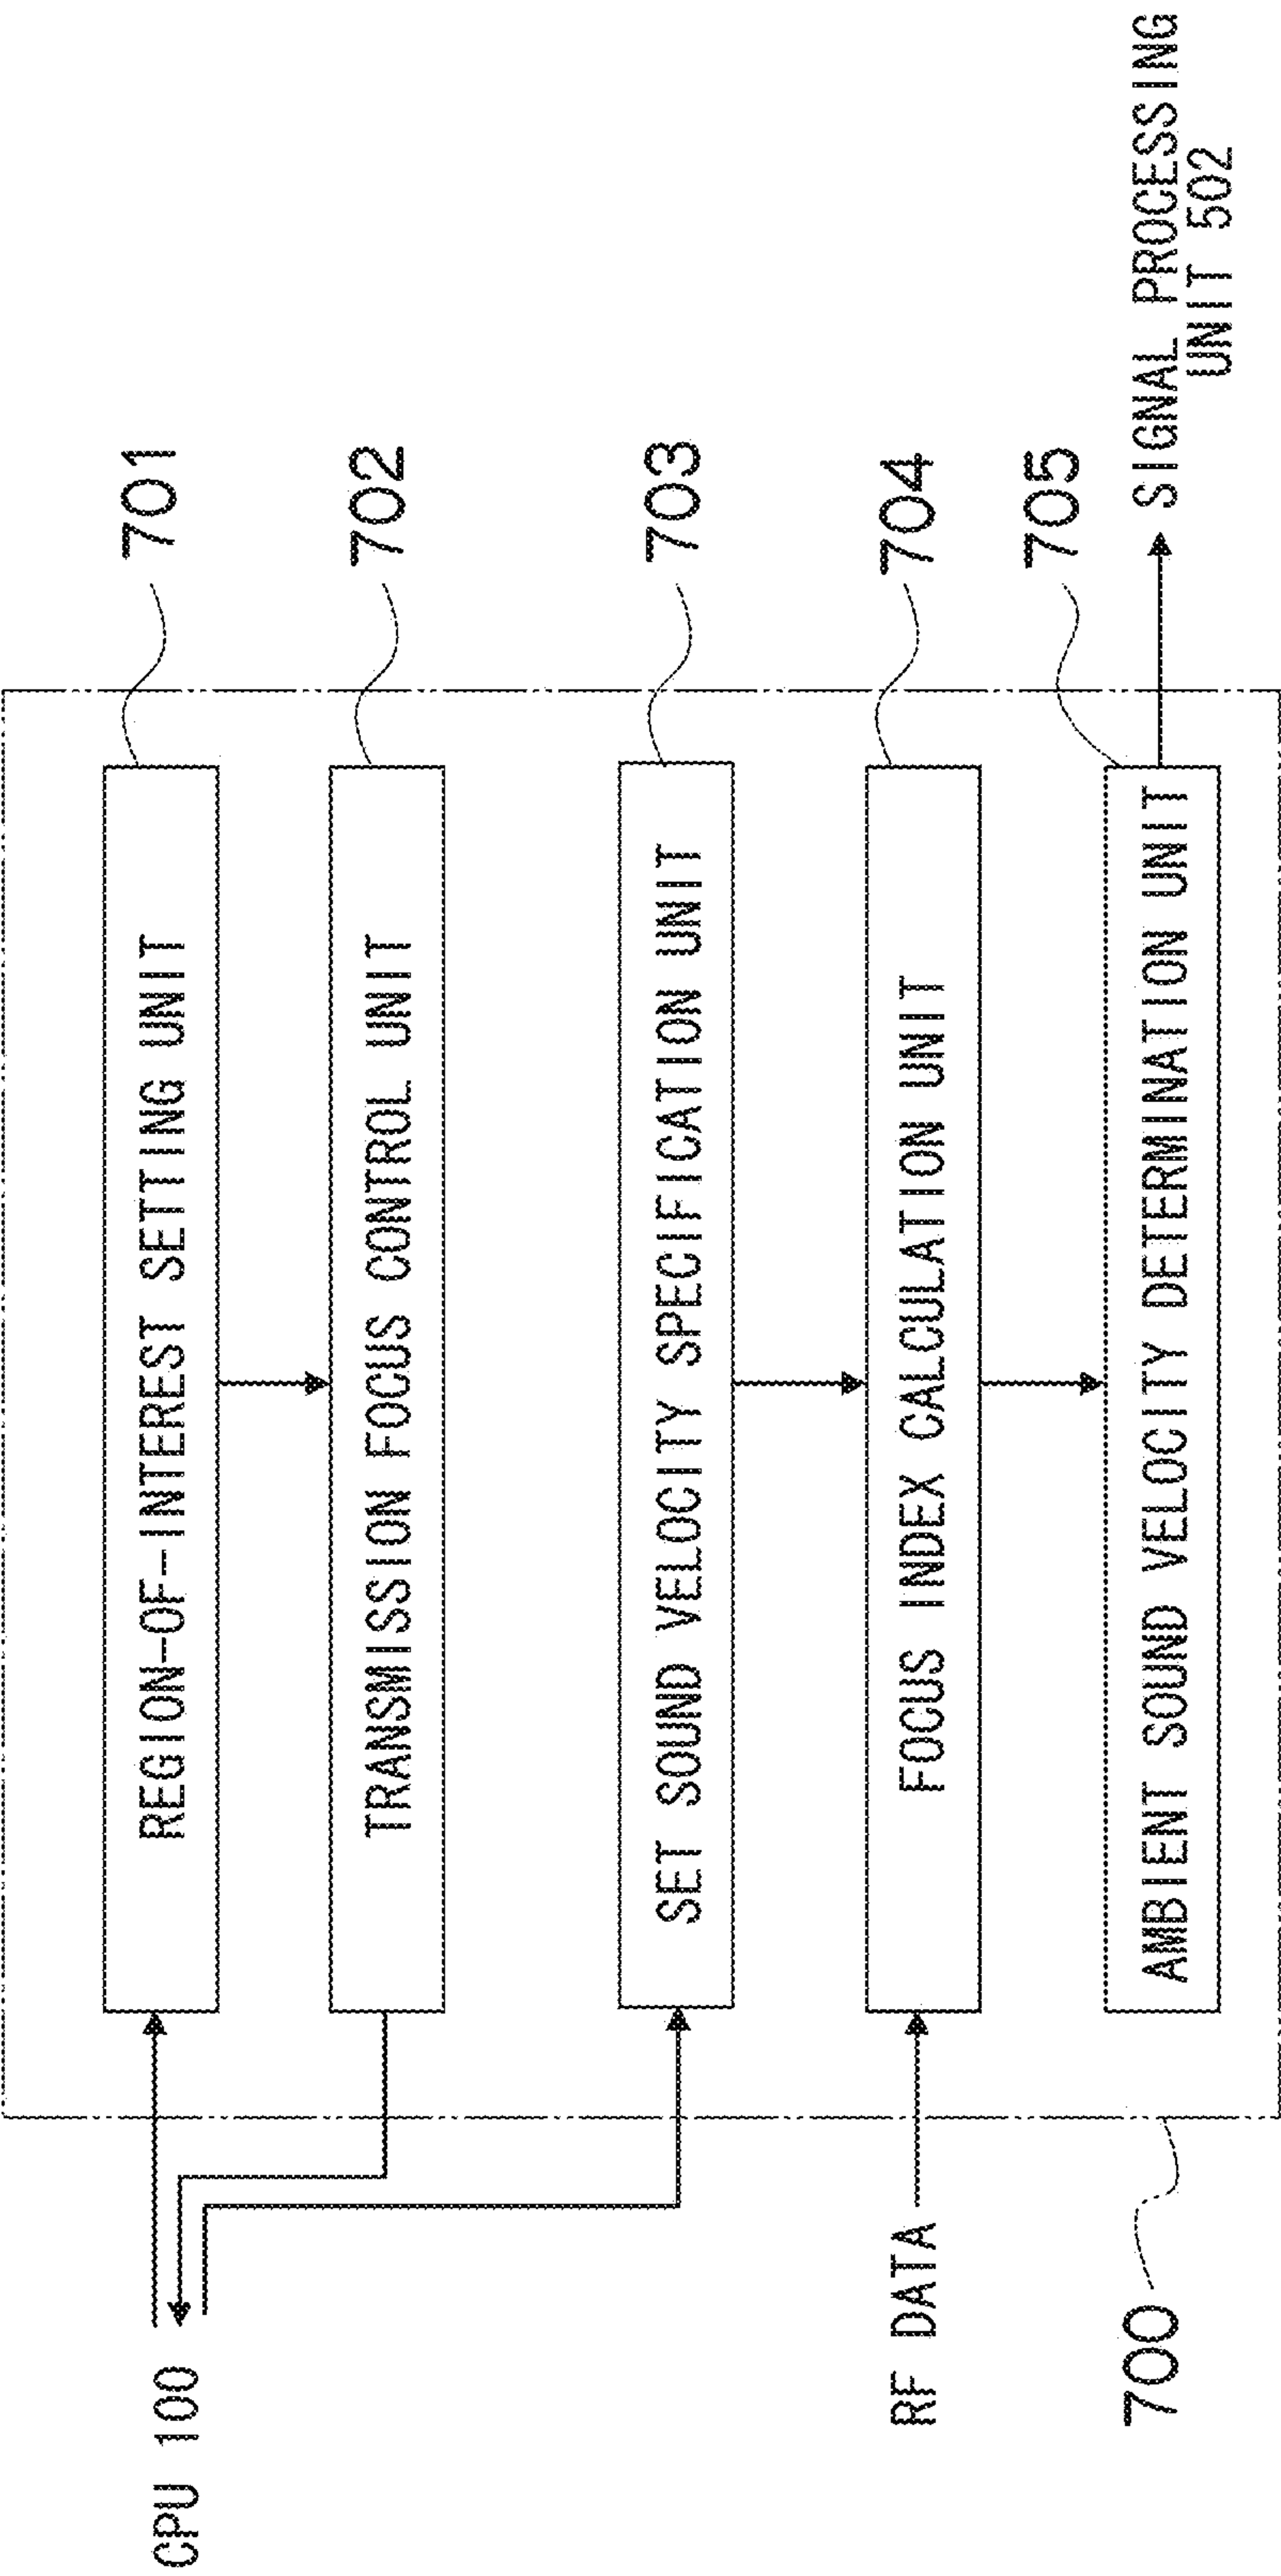 CPU 100
REGION-OF-INTEREST SETTING UNIT
701
TRANSMISSION FOCUS CONTROL UNIT
702
SET SOUND VELOCITY SPECIFICATION UNIT
703
RF DATA
FOCUS INDEX CALCULATION UNIT
704
700
AMBIENT SOUND VELOCITY DETERMINATION UNIT
705
SIGNAL PROCESSING
UNIT 502